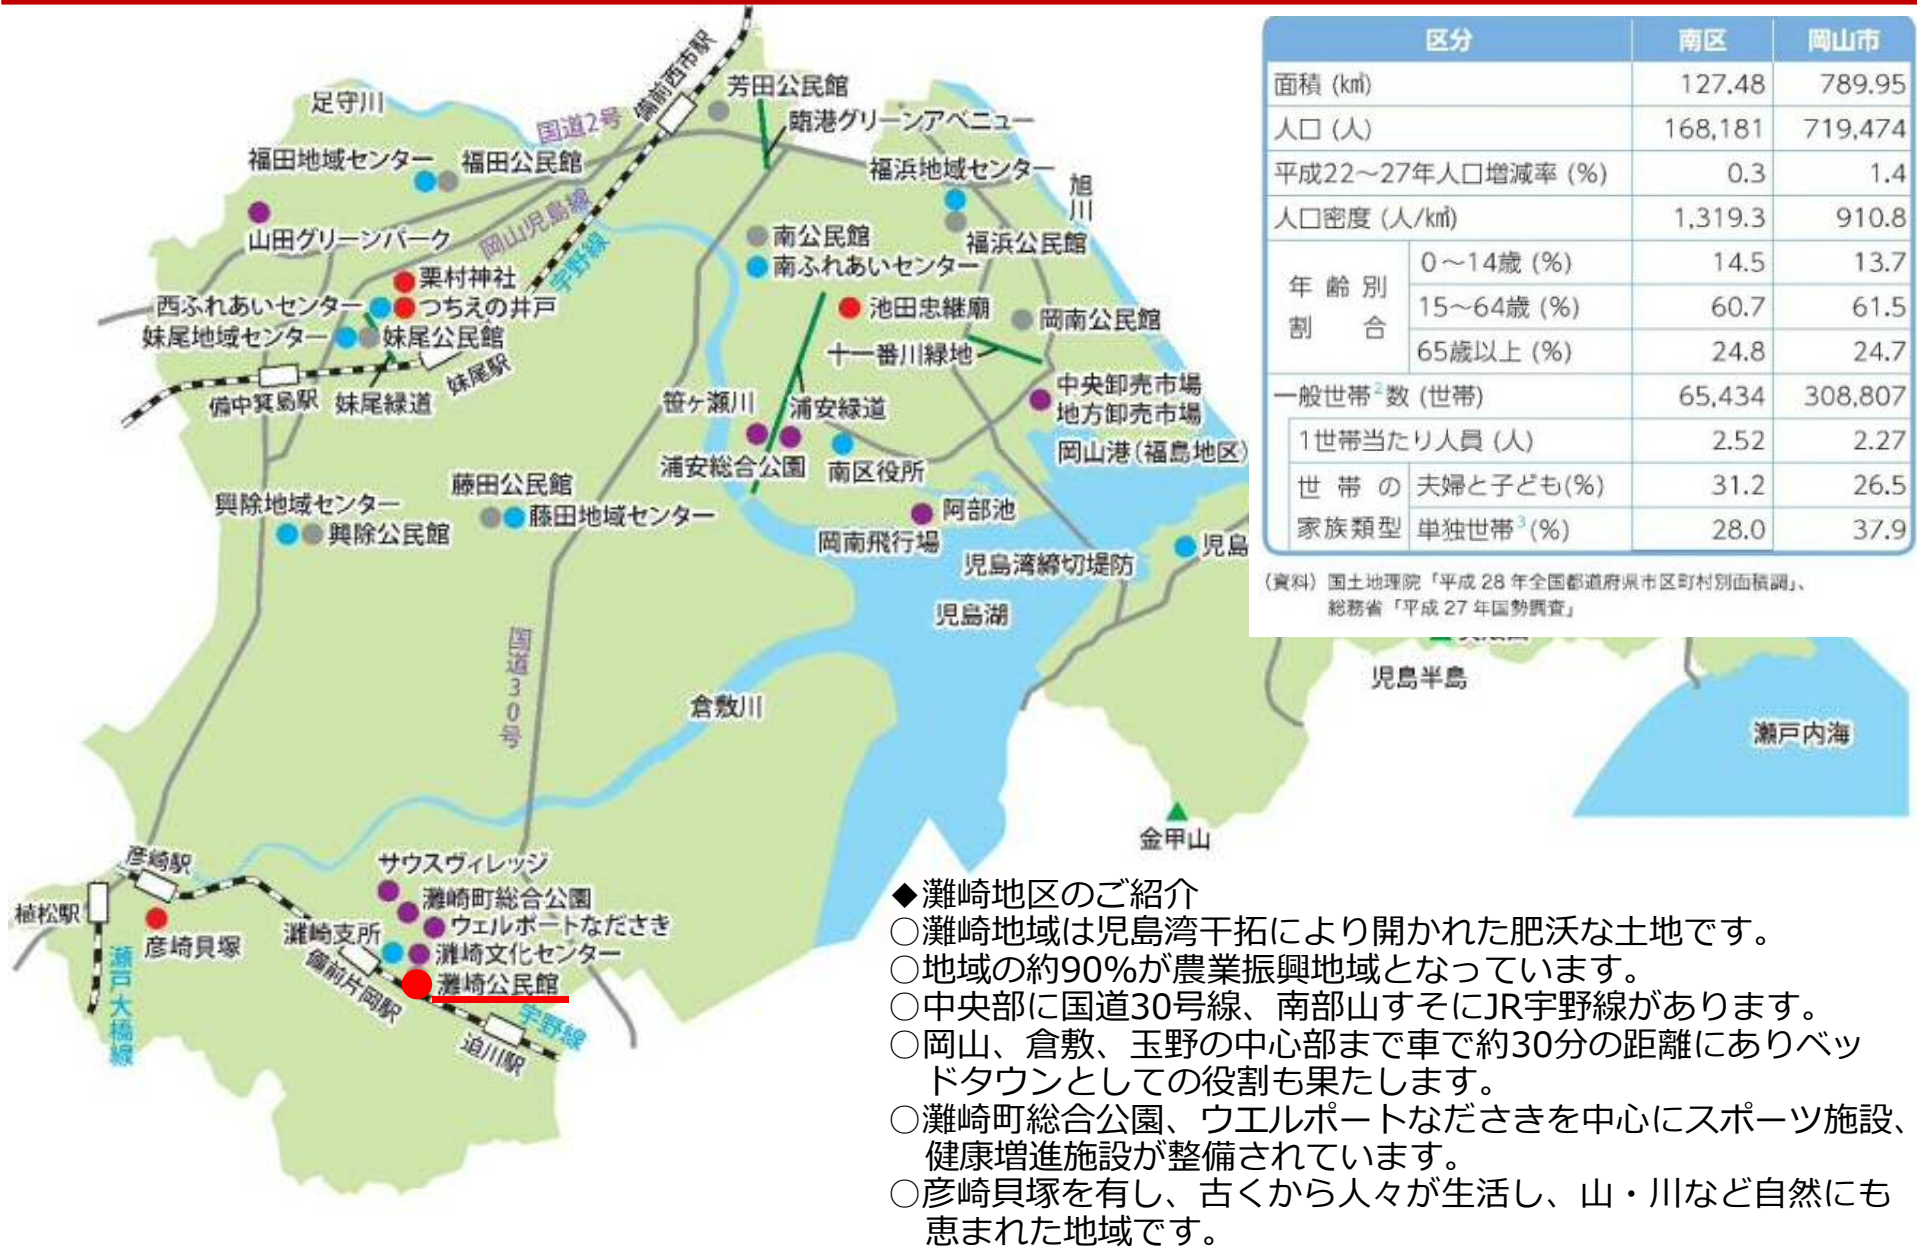 足守川
国道2号
備前西市駅
芳田公民館
臨港グリーンアベニュー
福田地域センター
福田公民館
福浜地域センター
旭川
山田グリーンパーク
岡山児島線
宇野線
南公民館
福浜公民館
南ふれあいセンター
栗村神社
西ふれあいセンター
つちえの井戸
池田忠継廟
岡南公民館
妹尾地域センター
妹尾公民館
十一番川緑地
備中箕島駅
妹尾緑道
妹尾駅
笹ヶ瀬川
浦安緑道
中央卸売市場
地方卸売市場
浦安総合公園
南区役所
岡山港(福島地区)
興除地域センター
興除公民館
藤田公民館
藤田地域センター
阿部池
岡南飛行場
児島湾締切堤防
児島
児島湖
国道30号
倉敷川
児島半島
瀬戸内海
金甲山
彦崎駅
植松駅
彦崎貝塚
瀬戸大橋線
サウスヴィレッジ
灘崎町総合公園
ウェルポートなださき
灘崎支所
灘崎文化センター
備前片岡駅
灘崎公民館
宇野線
迫川駅
区分 南区 岡山市
面積 (㎢) 127.48 789.95
人口 (人) 168,181 719,474
平成22〜27年人口増減率 (%) 0.3 1.4
人口密度 (人/㎢) 1,319.3 910.8
年齢別割合 0〜14歳 (%) 14.5 13.7
15〜64歳 (%) 60.7 61.5
65歳以上 (%) 24.8 24.7
一般世帯2数 (世帯) 65,434 308,807
1世帯当たり人員 (人) 2.52 2.27
世帯の家族類型 夫婦と子ども(%) 31.2 26.5
単独世帯3(%) 28.0 37.9
(資料) 国土地理院「平成 28 年全国都道府県市区町村別面積調」、
総務省「平成 27 年国勢調査」
◆灘崎地区のご紹介
○灘崎地域は児島湾干拓により開かれた肥沃な土地です。
○地域の約90%が農業振興地域となっています。
○中央部に国道30号線、南部山すそにJR宇野線があります。
○岡山、倉敷、玉野の中心部まで車で約30分の距離にありベッ
ドタウンとしての役割も果たします。
○灘崎町総合公園、ウエルポートなださきを中心にスポーツ施設、
健康増進施設が整備されています。
○彦崎貝塚を有し、古くから人々が生活し、山・川など自然にも
恵まれた地域です。